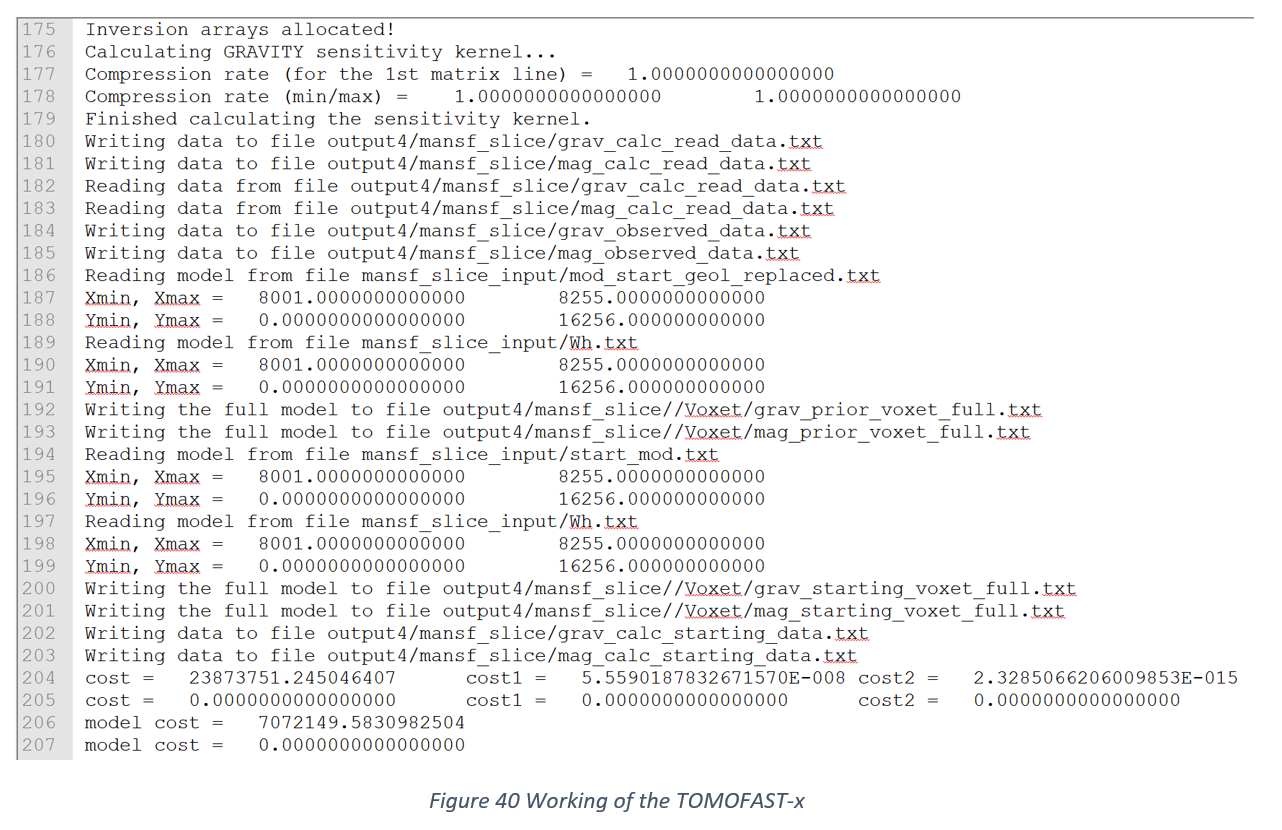 175 Inversion arrays allocated!
176 Calculating GRAVITY sensitivity kernel...
177 Compression rate (for the 1st matrix line) = 1.0000000000000000
178 Compression rate (min/max) = 1.0000000000000000 1.0000000000000000
179 Finished calculating the sensitivity kernel.
180 Writing data to file output4/mansf_slice/grav_calc_read_data.txt
181 Writing data to file output4/mansf_slice/mag_calc_read_data.txt
182 Reading data from file output4/mansf_slice/grav_calc_read_data.txt
183 Reading data from file output4/mansf_slice/mag_calc_read_data.txt
184 Writing data to file output4/mansf_slice/grav_observed_data.txt
185 Writing data to file output4/mansf_slice/mag_observed_data.txt
186 Reading model from file mansf_slice_input/mod_start_geol_replaced.txt
187 Xmin, Xmax = 8001.0000000000000 8255.0000000000000
188 Ymin, Ymax = 0.0000000000000000 16256.000000000000
189 Reading model from file mansf_slice_input/Wh.txt
190 Xmin, Xmax = 8001.0000000000000 8255.0000000000000
191 Ymin, Ymax = 0.0000000000000000 16256.000000000000
192 Writing the full model to file output4/mansf_slice//Voxet/grav_prior_voxet_full.txt
193 Writing the full model to file output4/mansf_slice//Voxet/mag_prior_voxet_full.txt
194 Reading model from file mansf_slice_input/start_mod.txt
195 Xmin, Xmax = 8001.0000000000000 8255.0000000000000
196 Ymin, Ymax = 0.0000000000000000 16256.000000000000
197 Reading model from file mansf_slice_input/Wh.txt
198 Xmin, Xmax = 8001.0000000000000 8255.0000000000000
199 Ymin, Ymax = 0.0000000000000000 16256.000000000000
200 Writing the full model to file output4/mansf_slice//Voxet/grav_starting_voxet_full.txt
201 Writing the full model to file output4/mansf_slice//Voxet/mag_starting_voxet_full.txt
202 Writing data to file output4/mansf_slice/grav_calc_starting_data.txt
203 Writing data to file output4/mansf_slice/mag_calc_starting_data.txt
204 cost = 23873751.245046407 cost1 = 5.5590187832671570E-008 cost2 = 2.3285066206009853E-015
205 cost = 0.0000000000000000 cost1 = 0.0000000000000000 cost2 = 0.0000000000000000
206 model cost = 7072149.5830982504
207 model cost = 0.0000000000000000
Figure 40 Working of the TOMOFAST-x